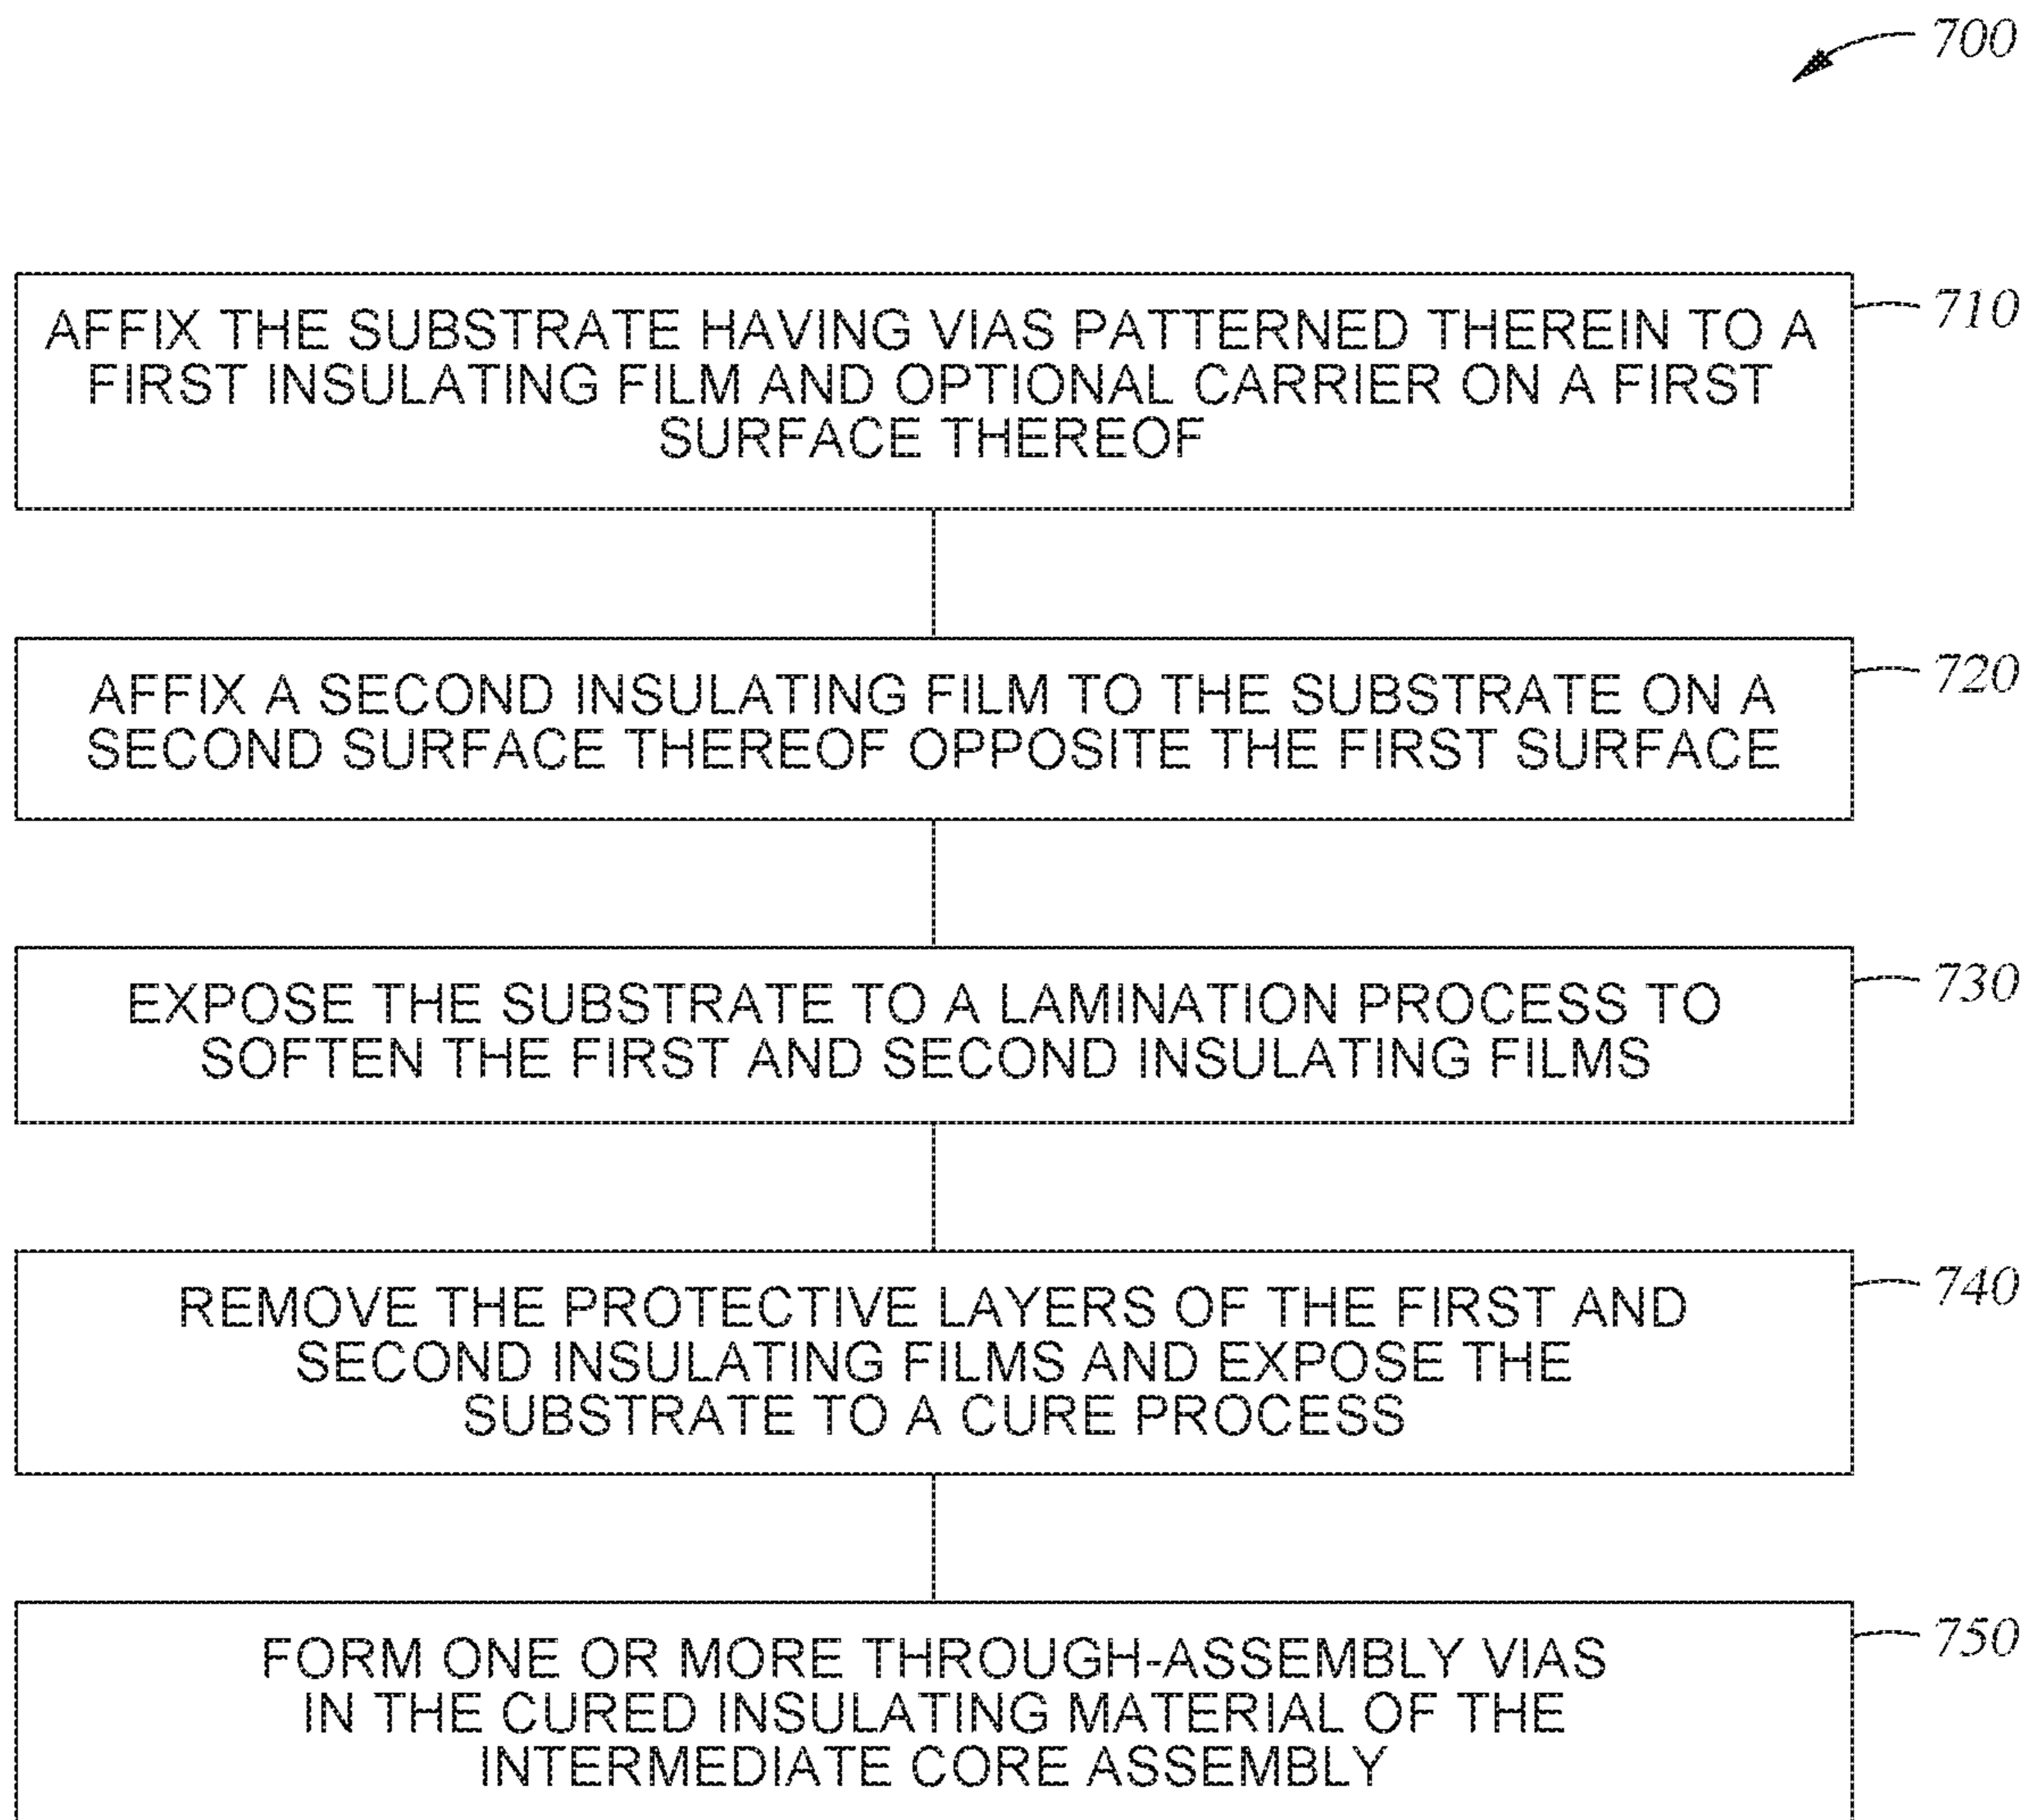 700
AFFIX THE SUBSTRATE HAVING VIAS PATTERNED THEREIN TO A
FIRST INSULATING FILM AND OPTIONAL CARRIER ON A FIRST
SURFACE THEREOF
710
AFFIX A SECOND INSULATING FILM TO THE SUBSTRATE ON A
SECOND SURFACE THEREOF OPPOSITE THE FIRST SURFACE
720
EXPOSE THE SUBSTRATE TO A LAMINATION PROCESS TO
SOFTEN THE FIRST AND SECOND INSULATING FILMS
730
REMOVE THE PROTECTIVE LAYERS OF THE FIRST AND
SECOND INSULATING FILMS AND EXPOSE THE
SUBSTRATE TO A CURE PROCESS
740
FORM ONE OR MORE THROUGH-ASSEMBLY VIAS
IN THE CURED INSULATING MATERIAL OF THE
INTERMEDIATE CORE ASSEMBLY
750